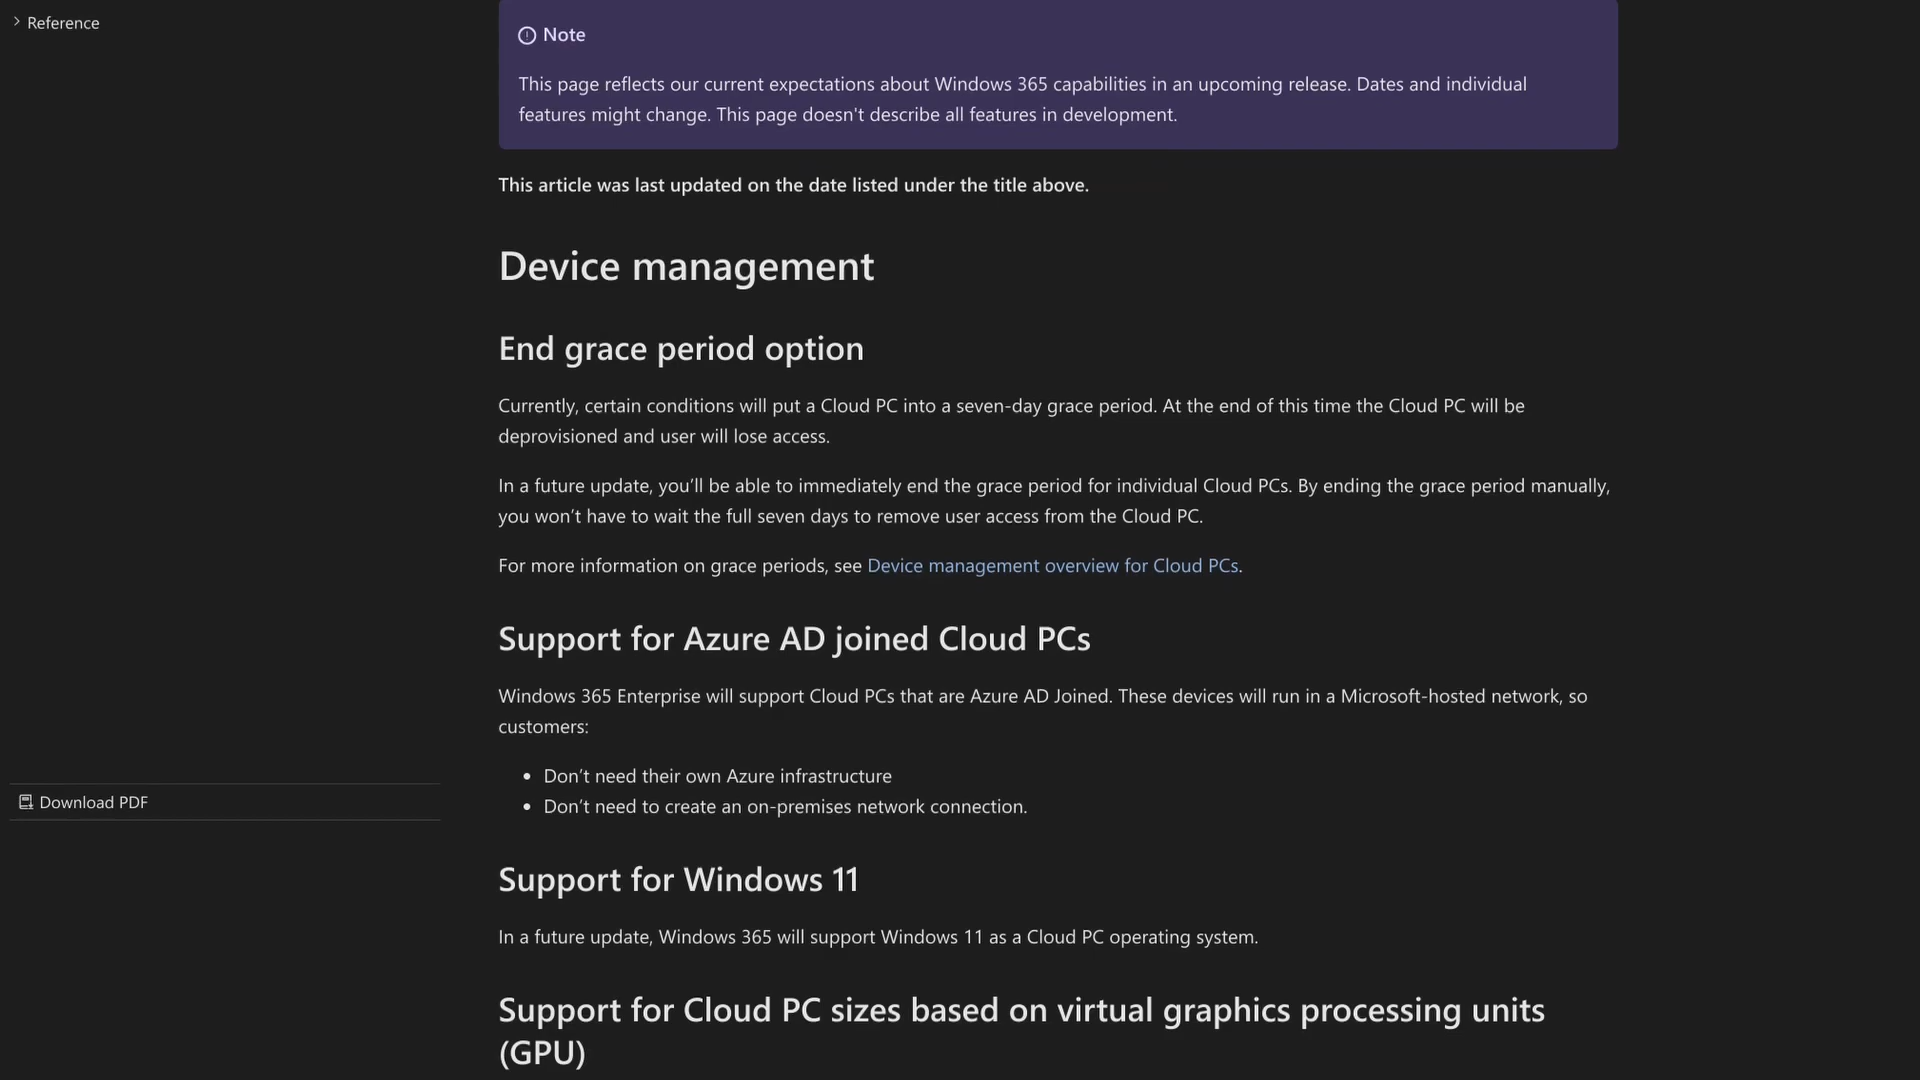 Reference
Note
This page reflects our current expectations about Windows 365 capabilities in an upcoming release. Dates and individual
features might change. This page doesn't describe all features in development.
This article was last updated on the date listed under the title above.
Device management
End grace period option
Currently, certain conditions will put a Cloud PC into a seven-day grace period. At the end of this time the Cloud PC will be
deprovisioned and user will lose access.
In a future update, you’ll be able to immediately end the grace period for individual Cloud PCs. By ending the grace period manually,
you won’t have to wait the full seven days to remove user access from the Cloud PC.
For more information on grace periods, see Device management overview for Cloud PCs.
Support for Azure AD joined Cloud PCs
Windows 365 Enterprise will support Cloud PCs that are Azure AD Joined. These devices will run in a Microsoft-hosted network, so
customers:
• Don’t need their own Azure infrastructure
• Don’t need to create an on-premises network connection.
Download PDF
Support for Windows 11
In a future update, Windows 365 will support Windows 11 as a Cloud PC operating system.
Support for Cloud PC sizes based on virtual graphics processing units
(GPU)